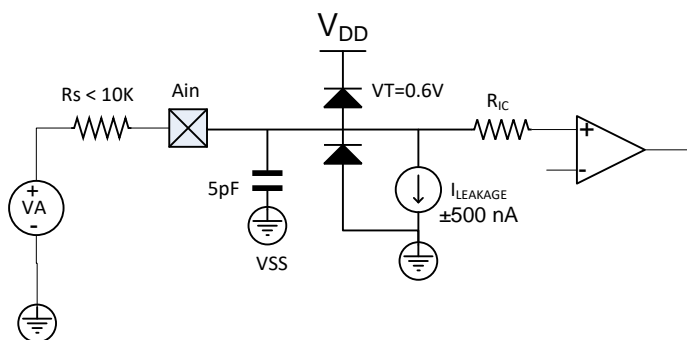 VDD
Rs < 10K
Ain
VT=0.6V
RIC
+
-
+
VA
-
5pF
VSS
ILEAKAGE
±500 nA